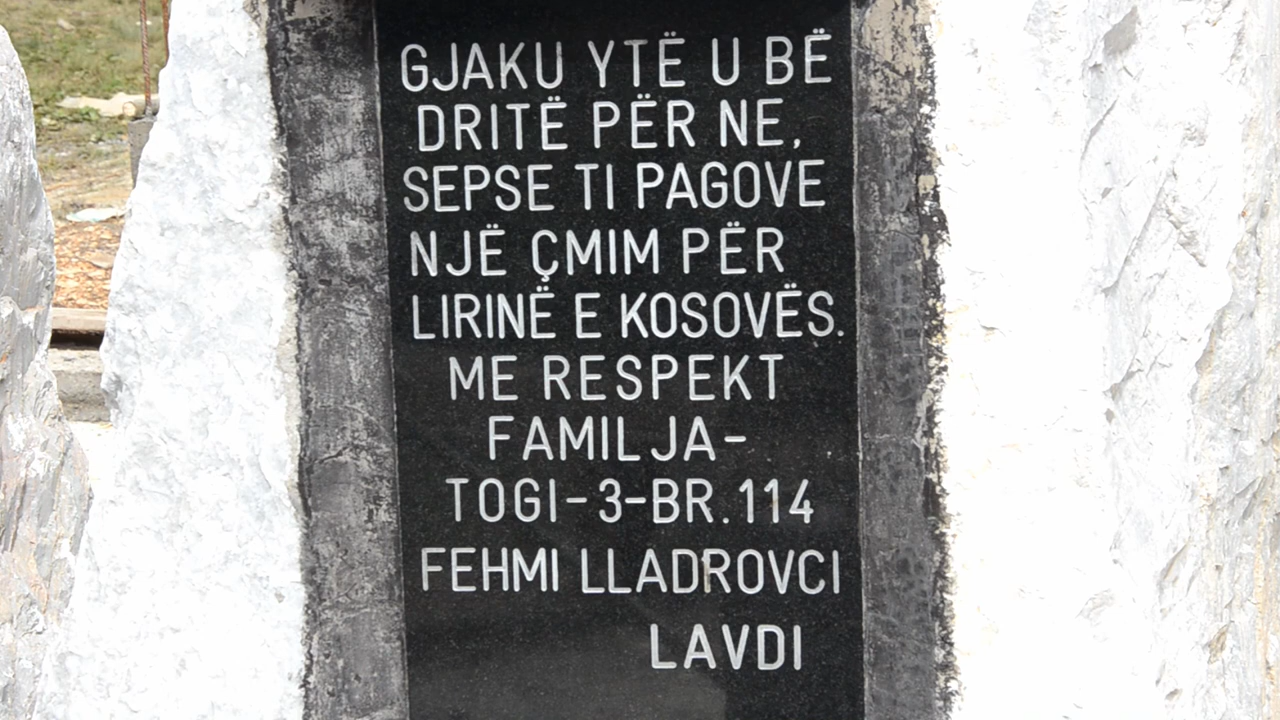 GJAKU YTË U BË
DRITË PËR NE,
SEPSE TI PAGOVE
NJË ÇMIM PËR
LIRINË E KOSOVËS.
ME RESPEKT
FAMILJA-
TOGI-3-BR.114
FEHMI LLADROVCI
LAVDI